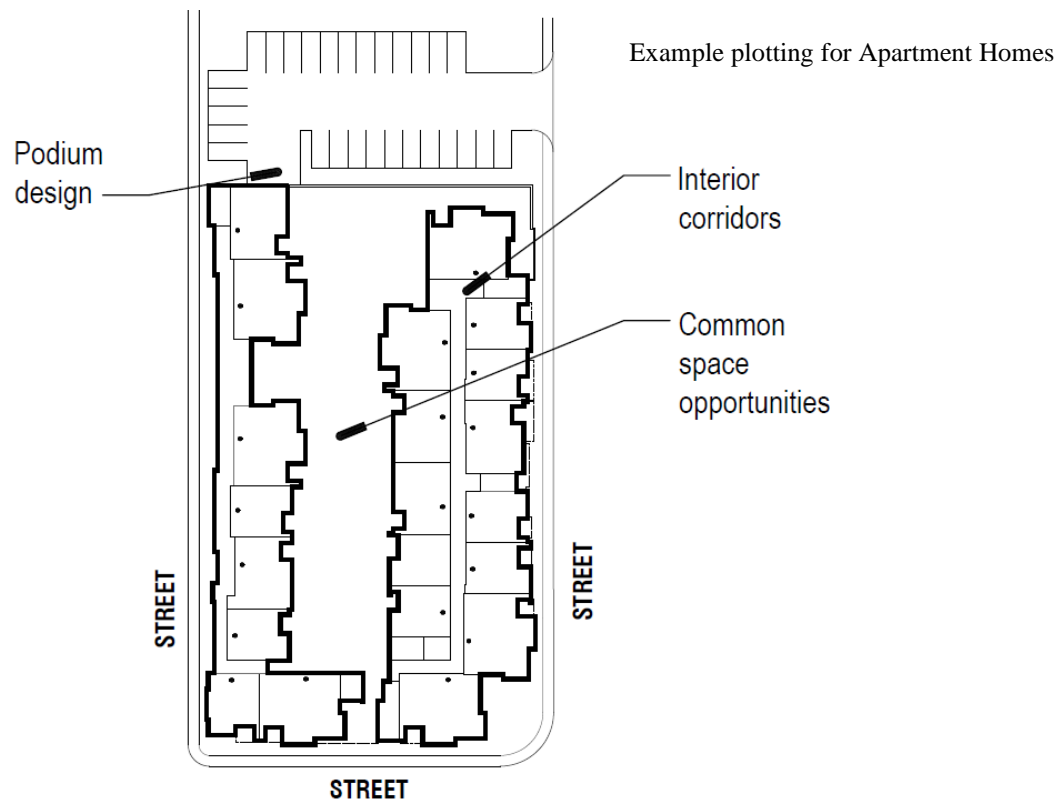 Example plotting for Apartment Homes
Podium
design
Interior
corridors
Common
space
opportunities
STREET
STREET
STREET